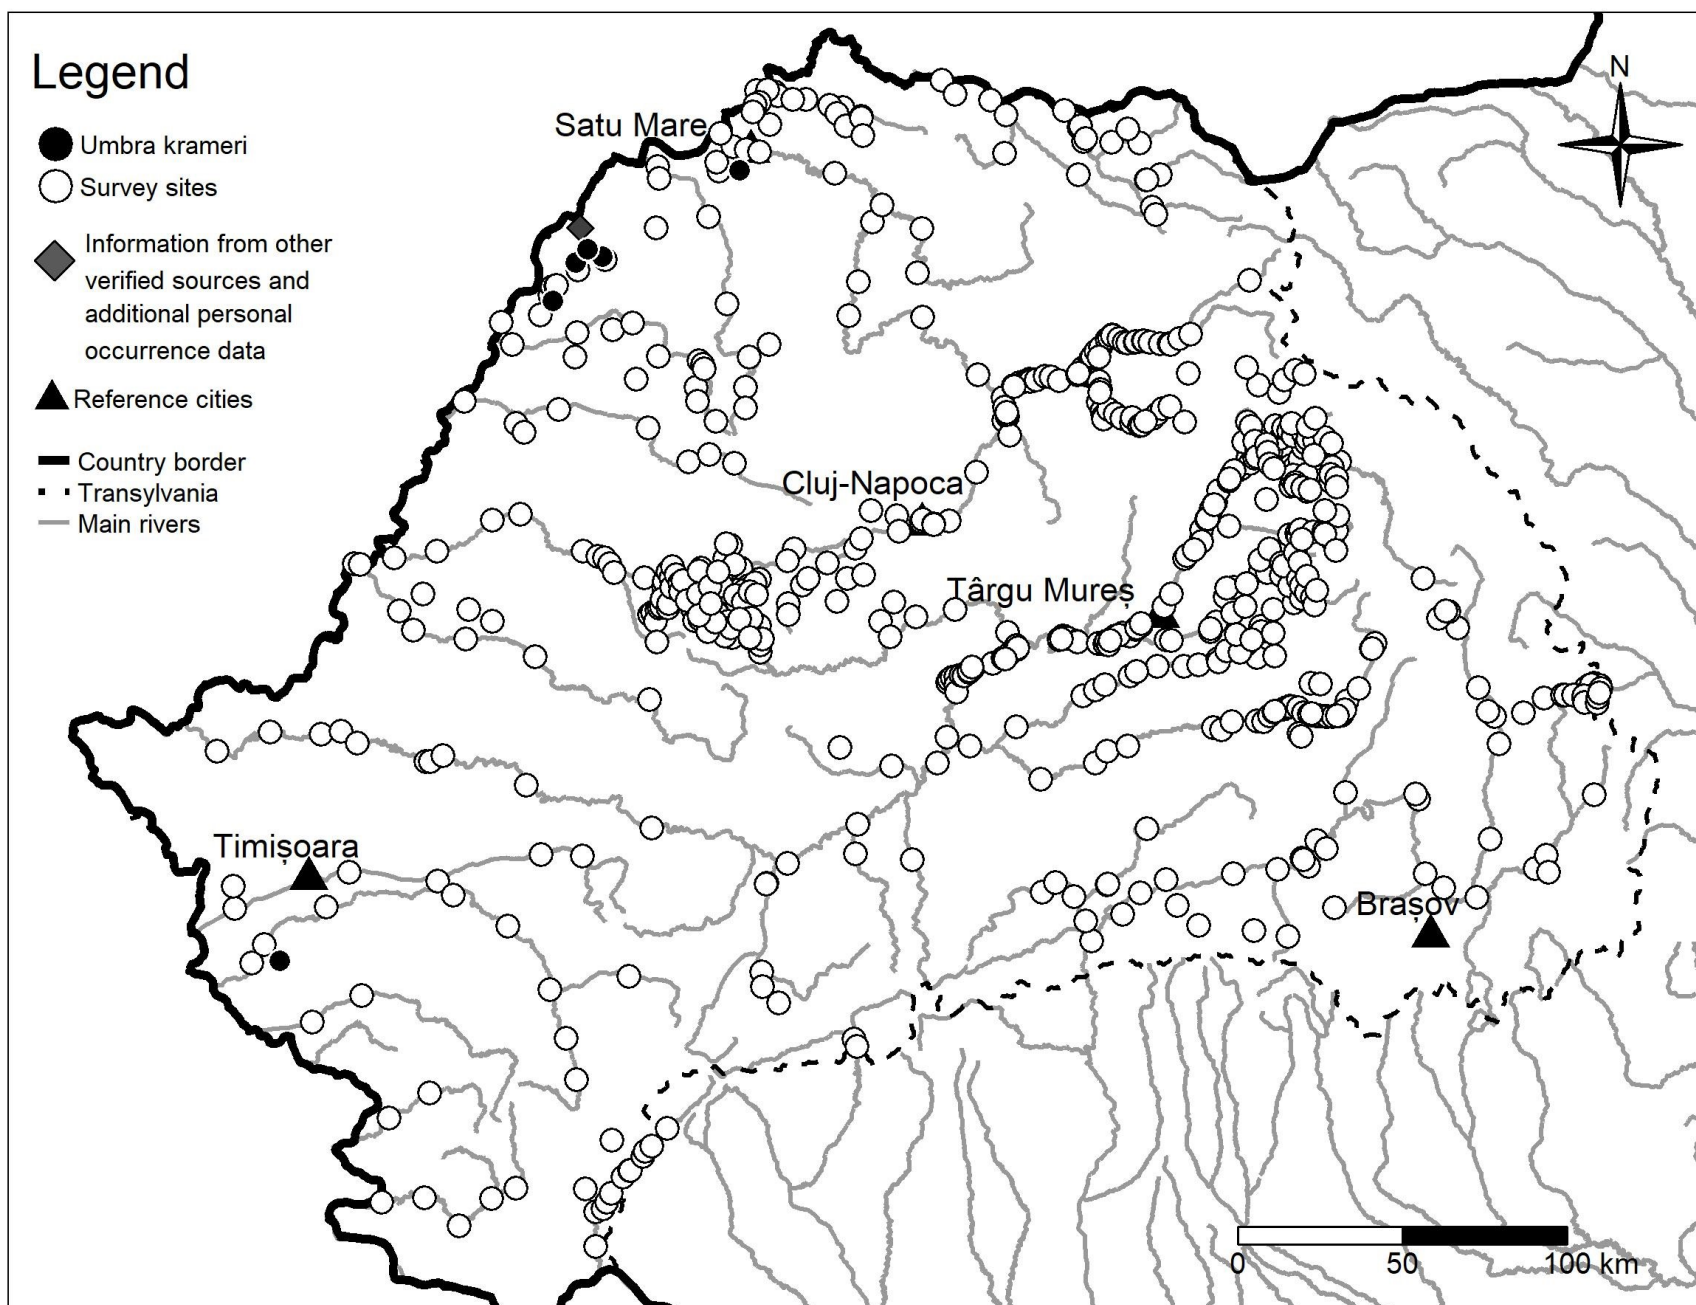 Legend
Umbra krameri
Survey sites
Information from other
verified sources and
additional personal
occurrence data
Reference cities
Country border
Transylvania
Main rivers
N
Satu Mare
Cluj-Napoca
Târgu Mureș
Timișoara
Brașov
0 50 100 km